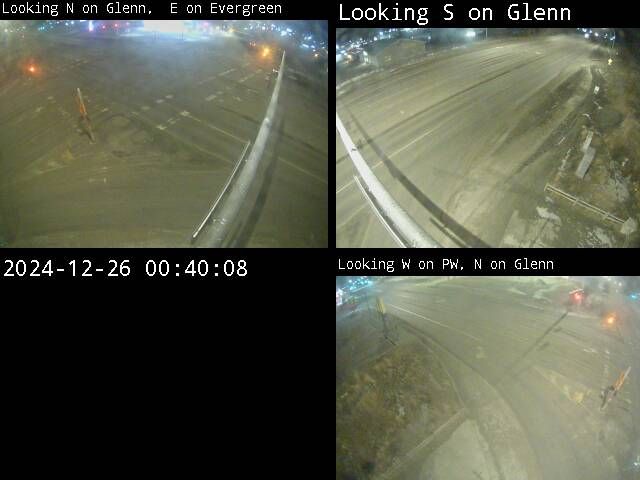 Looking N on Glenn,  E on Evergreen
Looking S on Glenn
2024-12-26 00:40:08
Looking W on PW, N on Glenn